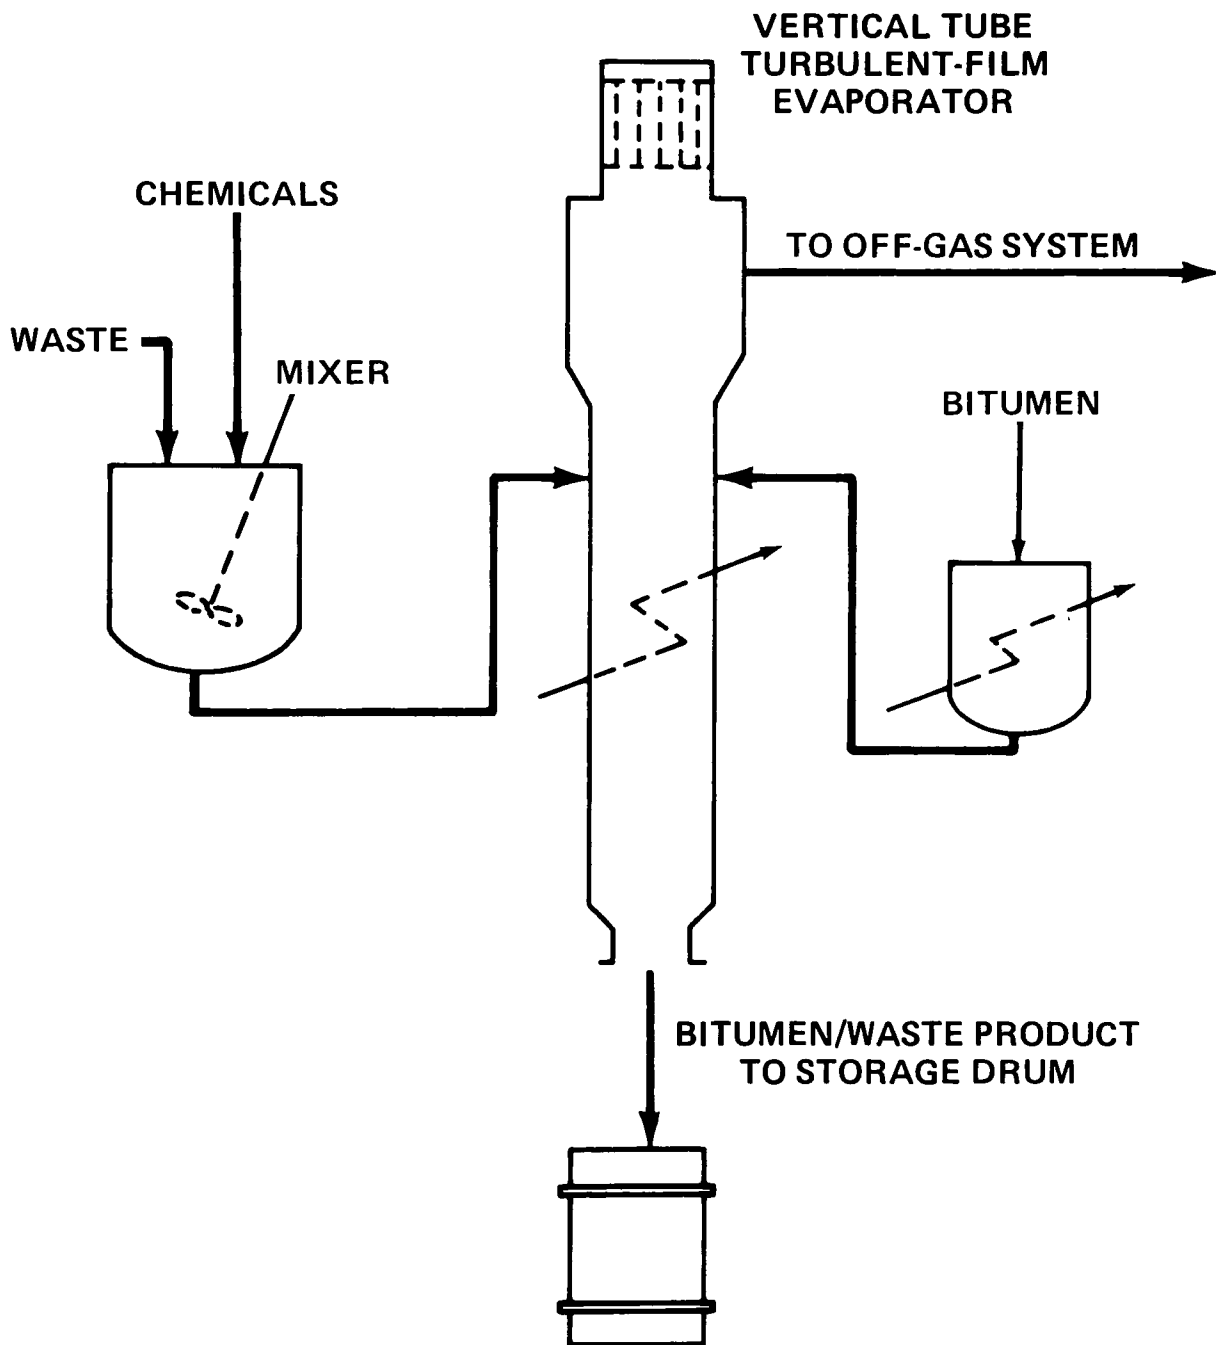 VERTICAL TUBE
TURBULENT-FILM
EVAPORATOR
CHEMICALS
TO OFF-GAS SYSTEM
WASTE
MIXER
BITUMEN
BITUMEN/WASTE PRODUCT
TO STORAGE DRUM